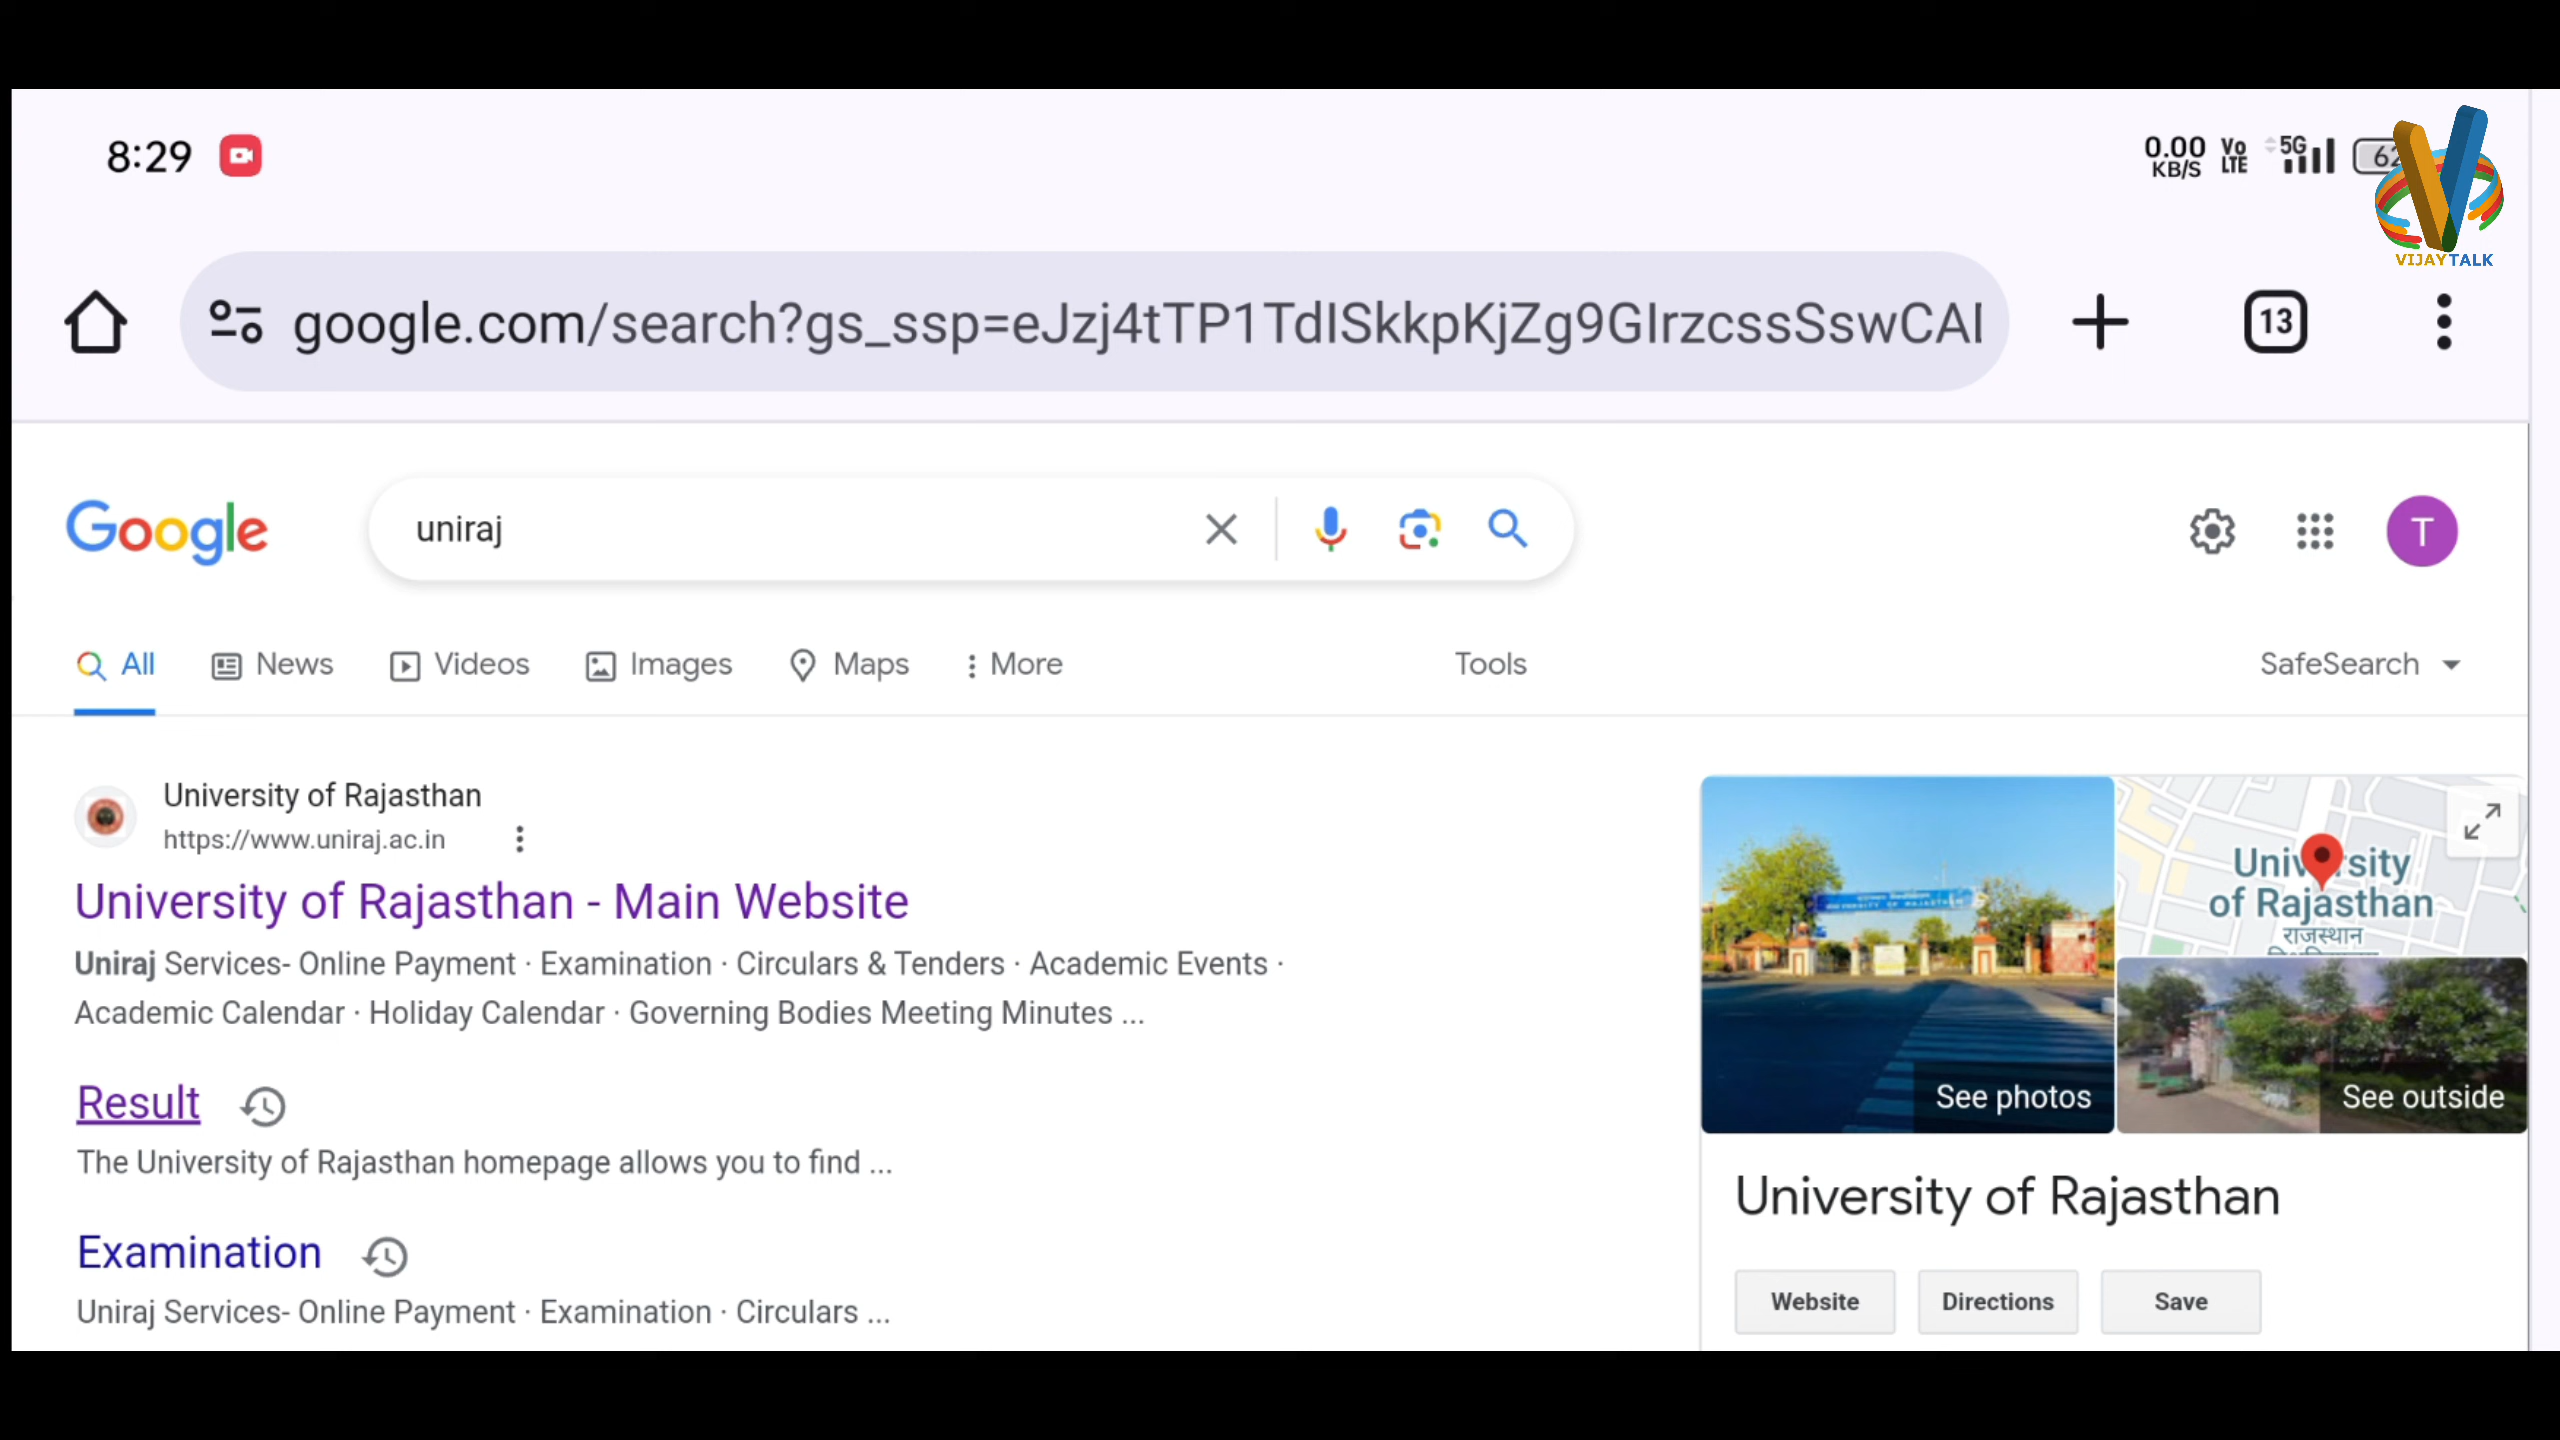 8:29
0.00 KB/S
Vo LTE
5G
VIJAYTALK
google.com/search?gs_ssp=eJzj4tTP1TdISkkpKjZg9GIrzcssSswCAI
13
Google
uniraj
T
All News Videos Images Maps More Tools SafeSearch
University of Rajasthan
https://www.uniraj.ac.in
University of Rajasthan - Main Website
Uniraj Services- Online Payment · Examination · Circulars & Tenders · Academic Events ·
Academic Calendar · Holiday Calendar · Governing Bodies Meeting Minutes ...
Result
The University of Rajasthan homepage allows you to find ...
Examination
Uniraj Services- Online Payment · Examination · Circulars ...
University
of Rajasthan
राजस्थान
See photos
See outside
University of Rajasthan
Website Directions Save